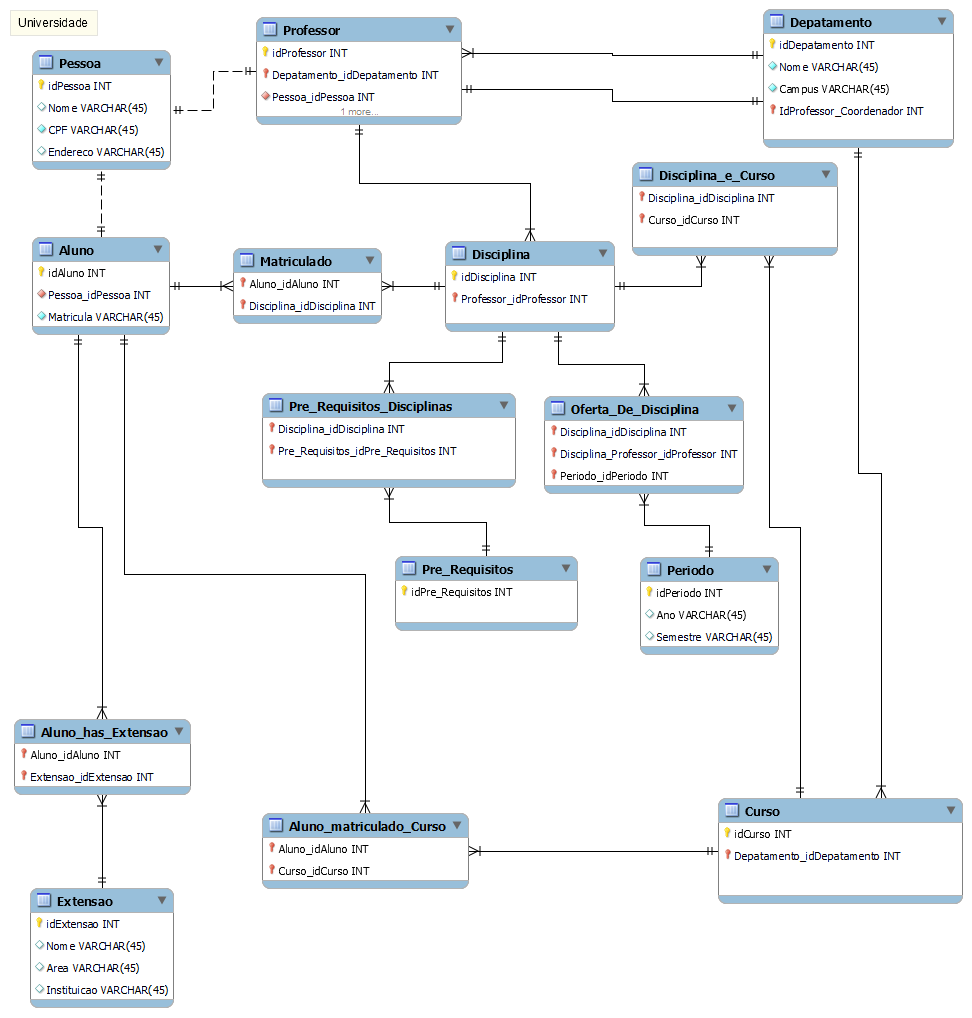 Universidade
Pessoa
idPessoa INT
Nome VARCHAR(45)
CPF VARCHAR(45)
Endereco VARCHAR(45)
Professor
idProfessor INT
Depatamento_idDepatamento INT
Pessoa_idPessoa INT
1 more...
Depatamento
idDepatamento INT
Nome VARCHAR(45)
Campus VARCHAR(45)
IdProfessor_Coordenador INT
Disciplina_e_Curso
Disciplina_idDisciplina INT
Curso_idCurso INT
Aluno
idAluno INT
Pessoa_idPessoa INT
Matricula VARCHAR(45)
Matriculado
Aluno_idAluno INT
Disciplina_idDisciplina INT
Disciplina
idDisciplina INT
Professor_idProfessor INT
Pre_Requisitos_Disciplinas
Disciplina_idDisciplina INT
Pre_Requisitos_idPre_Requisitos INT
Oferta_De_Disciplina
Disciplina_idDisciplina INT
Disciplina_Professor_idProfessor INT
Periodo_idPeriodo INT
Pre_Requisitos
idPre_Requisitos INT
Periodo
idPeriodo INT
Ano VARCHAR(45)
Semestre VARCHAR(45)
Aluno_has_Extensao
Aluno_idAluno INT
Extensao_idExtensao INT
Aluno_matriculado_Curso
Aluno_idAluno INT
Curso_idCurso INT
Curso
idCurso INT
Depatamento_idDepatamento INT
Extensao
idExtensao INT
Nome VARCHAR(45)
Area VARCHAR(45)
Instituicao VARCHAR(45)